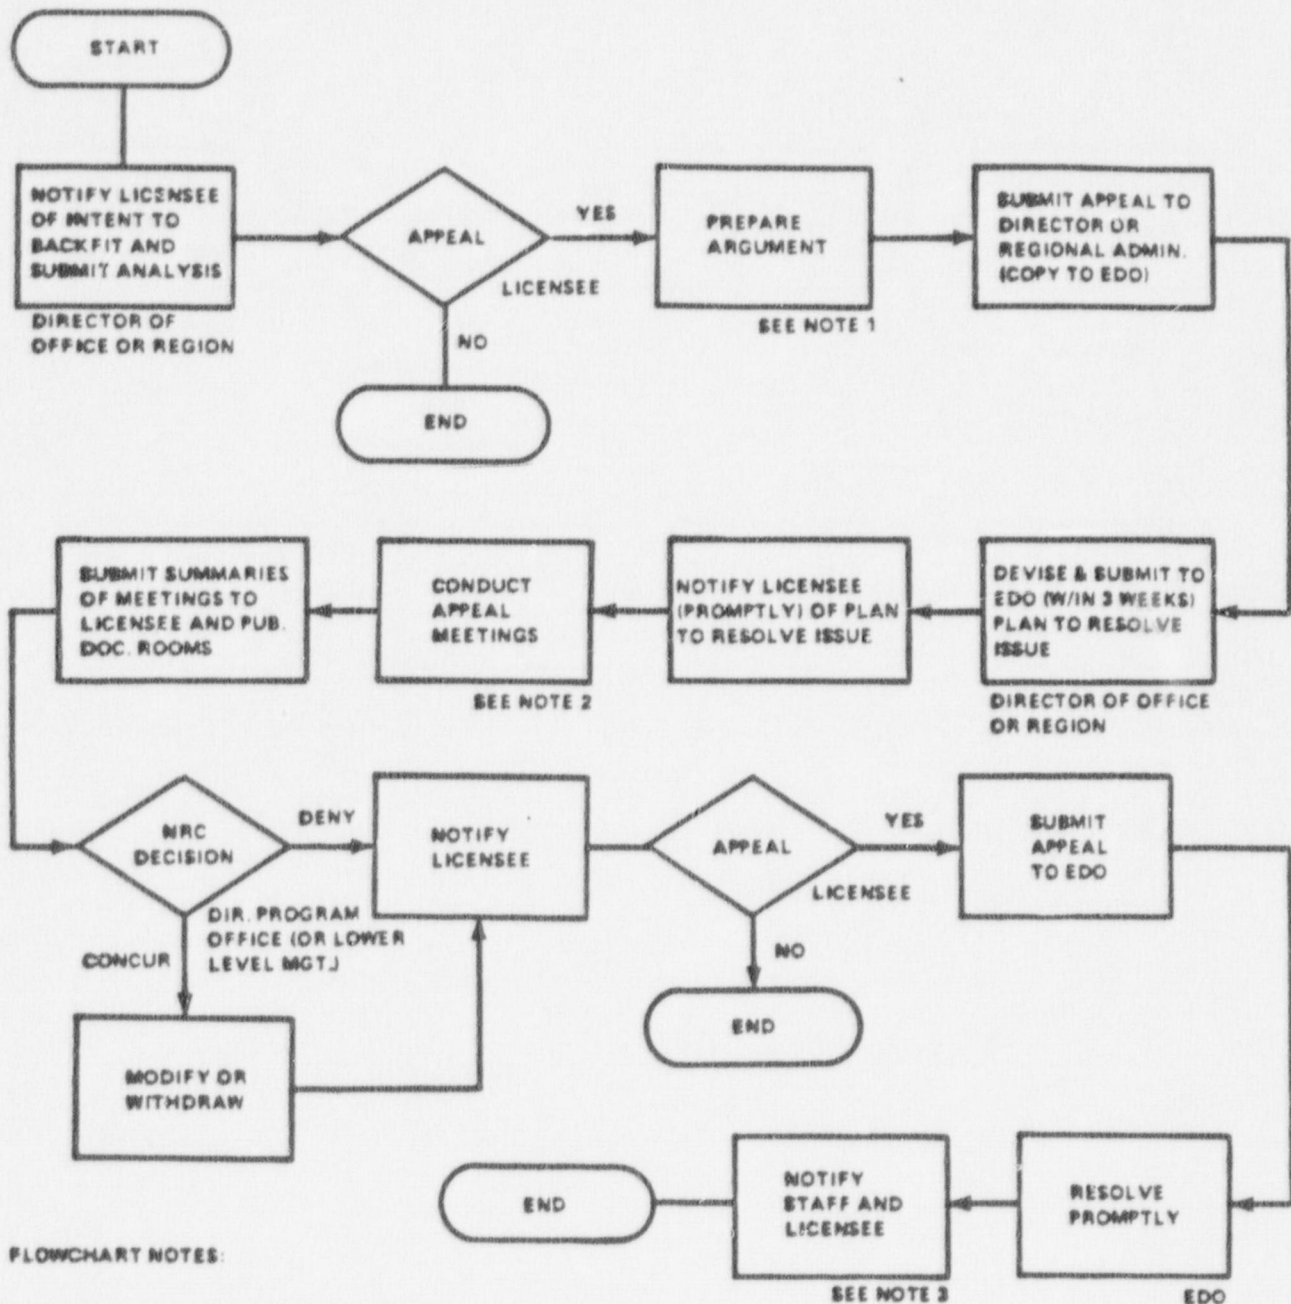 START
NOTIFY LICENSEE
OF INTENT TO
BACKFIT AND
SUBMIT ANALYSIS
DIRECTOR OF
OFFICE OR REGION
APPEAL
LICENSEE
YES
NO
END
PREPARE
ARGUMENT
SEE NOTE 1
SUBMIT APPEAL TO
DIRECTOR OR
REGIONAL ADMIN.
(COPY TO EDO)
DEVISE & SUBMIT TO
EDO (W/IN 3 WEEKS)
PLAN TO RESOLVE
ISSUE
DIRECTOR OF OFFICE
OR REGION
NOTIFY LICENSEE
(PROMPTLY) OF PLAN
TO RESOLVE ISSUE
CONDUCT
APPEAL
MEETINGS
SEE NOTE 2
SUBMIT SUMMARIES
OF MEETINGS TO
LICENSEE AND PUB.
DOC. ROOMS
NRC
DECISION
DIR. PROGRAM
OFFICE (OR LOWER
LEVEL MGT.)
DENY
CONCUR
MODIFY OR
WITHDRAW
NOTIFY
LICENSEE
APPEAL
LICENSEE
YES
NO
END
SUBMIT
APPEAL
TO EDO
RESOLVE
PROMPTLY
EDO
NOTIFY
STAFF AND
LICENSEE
SEE NOTE 3
END
FLOWCHART NOTES: